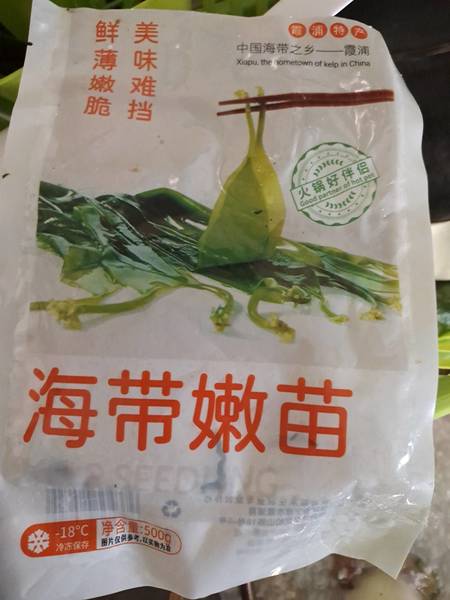 美味难挡
鲜薄嫩脆
霞浦特产
中国海带之乡——霞浦
Xiapu, the hometown of kelp in China
火锅好伴侣
Good partner of hot pot
海带嫩苗
-18℃
冷冻保存
净含量:500g
图片仅供参考,以实物为准